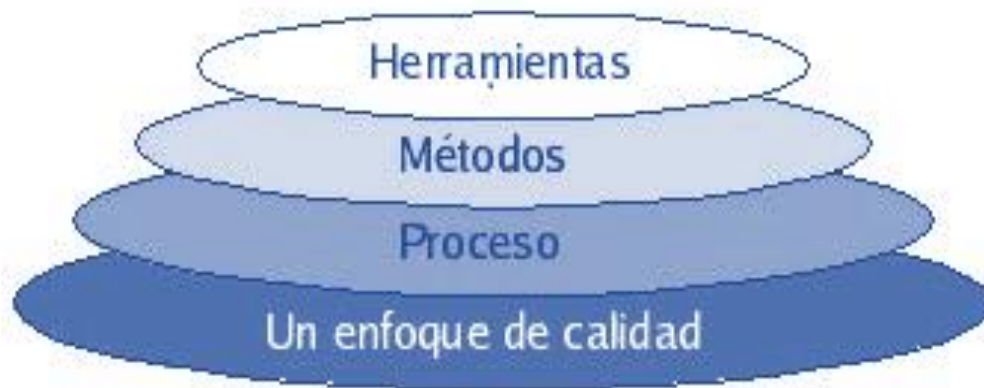 Herramientas
Métodos
Proceso
Un enfoque de calidad